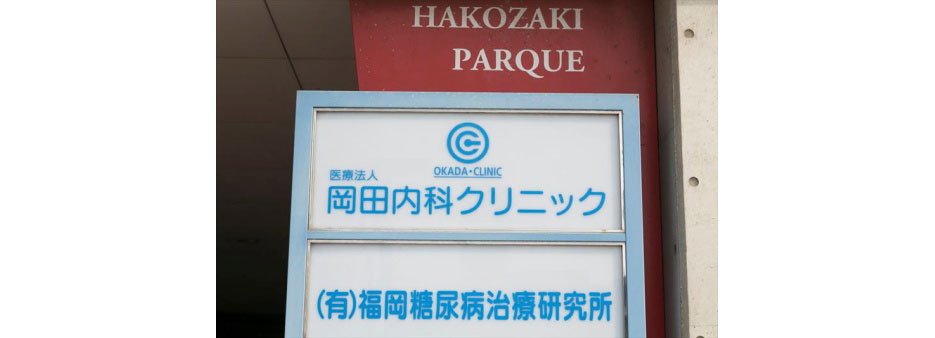 HAKOZAKI
PARQUE
OKADA・CLINIC
医療法人
岡田内科クリニック
(有)福岡糖尿病治療研究所